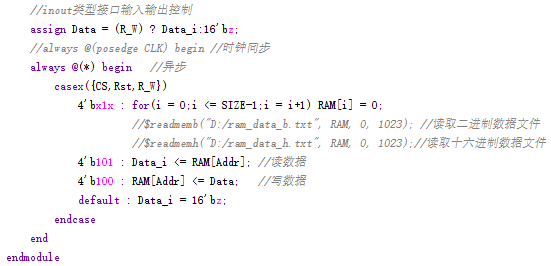 //inout类型接口输入输出控制
assign Data = (R_W) ? Data_i:16'bz;
//always @(posedge CLK) begin //时钟同步
always @(*) begin //异步
casex({CS,Rst,R_W})
4'bx1x : for(i = 0;i <= SIZE-1;i = i+1) RAM[i] = 0;
//$readmemb("D:/ram_data_b.txt", RAM, 0, 1023); //读取二进制数据文件
//$readmemh("D:/ram_data_h.txt", RAM, 0, 1023);//读取十六进制数据文件
4'b101 : Data_i <= RAM[Addr]; //读数据
4'b100 : RAM[Addr] <= Data; //写数据
default : Data_i = 16'bz;
endcase
end
endmodule